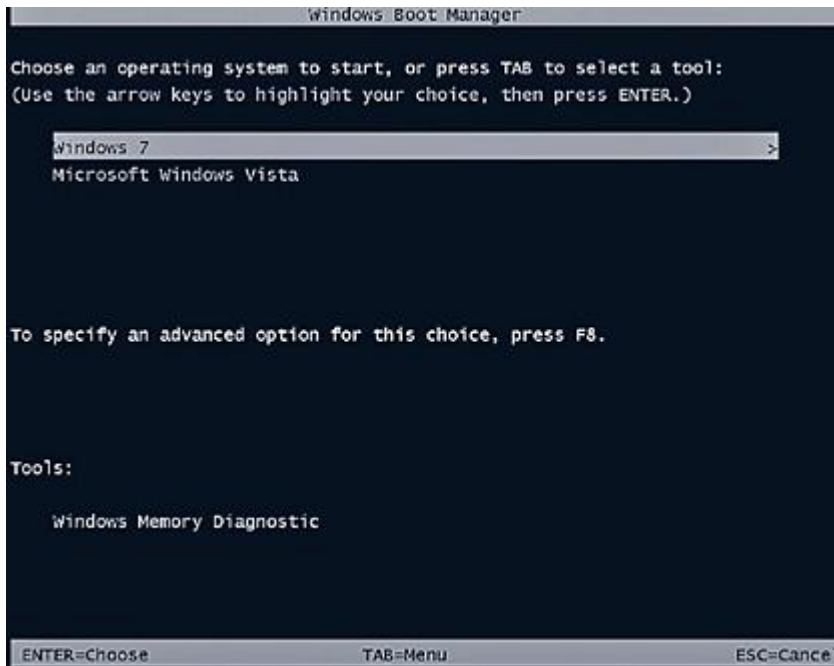 Windows Boot Manager
Choose an operating system to start, or press TAB to select a tool:
(Use the arrow keys to highlight your choice, then press ENTER.)
Windows 7 >
Microsoft Windows Vista
To specify an advanced option for this choice, press F8.
Tools:
Windows Memory Diagnostic
ENTER=Choose TAB=Menu ESC=Cance